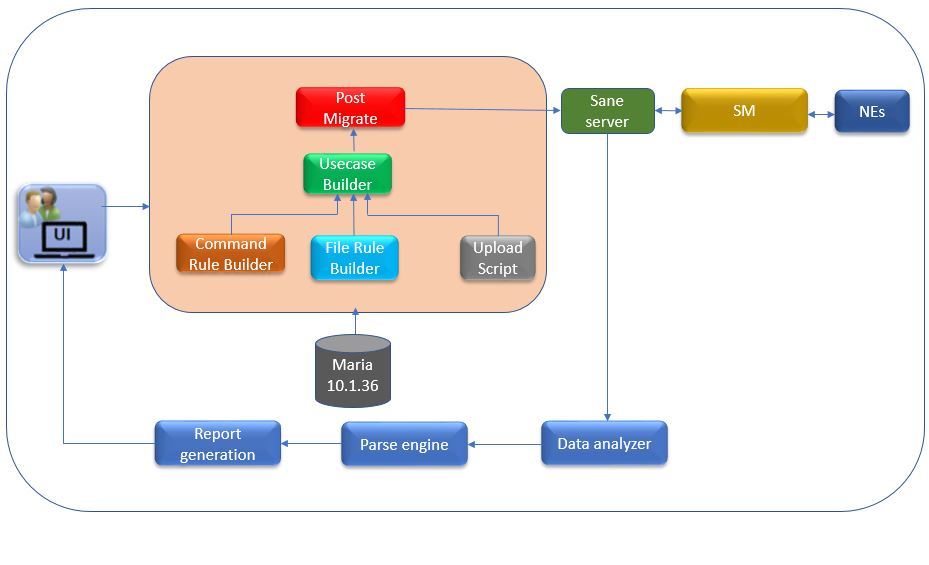 Post
Migrate
Sane
server
SM
NEs
Usecase
Builder
UI
Command
Rule Builder
File Rule
Builder
Upload
Script
Maria
10.1.36
Report
generation
Parse engine
Data analyzer